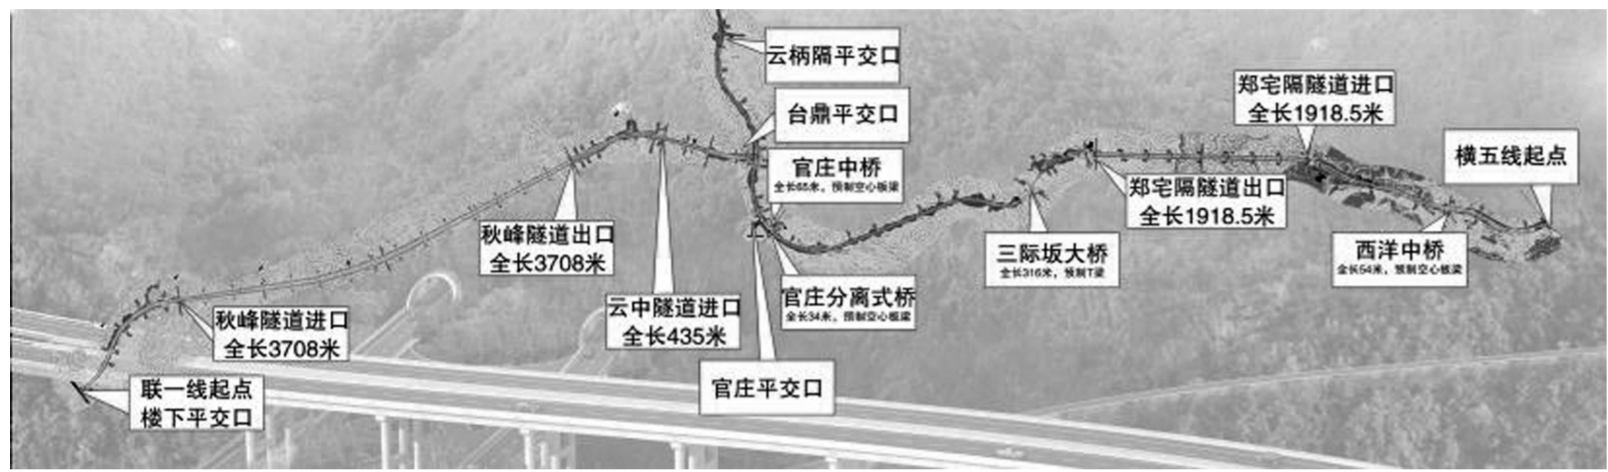 云柄隔平交口
台鼎平交口
官庄中桥
全长65米，预制空心板梁
郑宅隔隧道进口
全长1918.5米
横五线起点
郑宅隔隧道出口
全长1918.5米
西洋中桥
全长54米，预制空心板梁
三际坂大桥
全长316米，预制T梁
秋峰隧道出口
全长3708米
云中隧道进口
全长435米
官庄分离式桥
全长34米，预制空心板梁
官庄平交口
秋峰隧道进口
全长3708米
联一线起点
楼下平交口